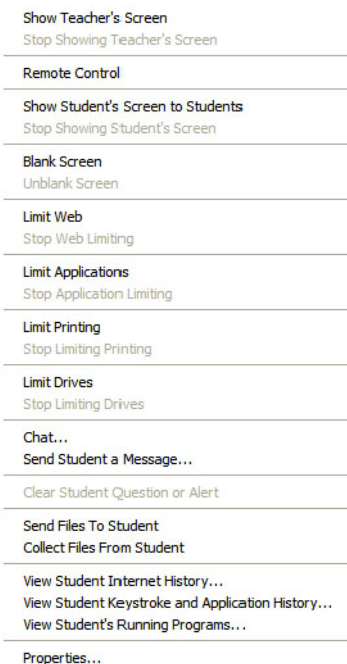 Show Teacher's Screen
Stop Showing Teacher's Screen
Remote Control
Show Student's Screen to Students
Stop Showing Student's Screen
Blank Screen
Unblank Screen
Limit Web
Stop Web Limiting
Limit Applications
Stop Application Limiting
Limit Printing
Stop Limiting Printing
Limit Drives
Stop Limiting Drives
Chat...
Send Student a Message...
Clear Student Question or Alert
Send Files To Student
Collect Files From Student
View Student Internet History...
View Student Keystroke and Application History...
View Student's Running Programs...
Properties...